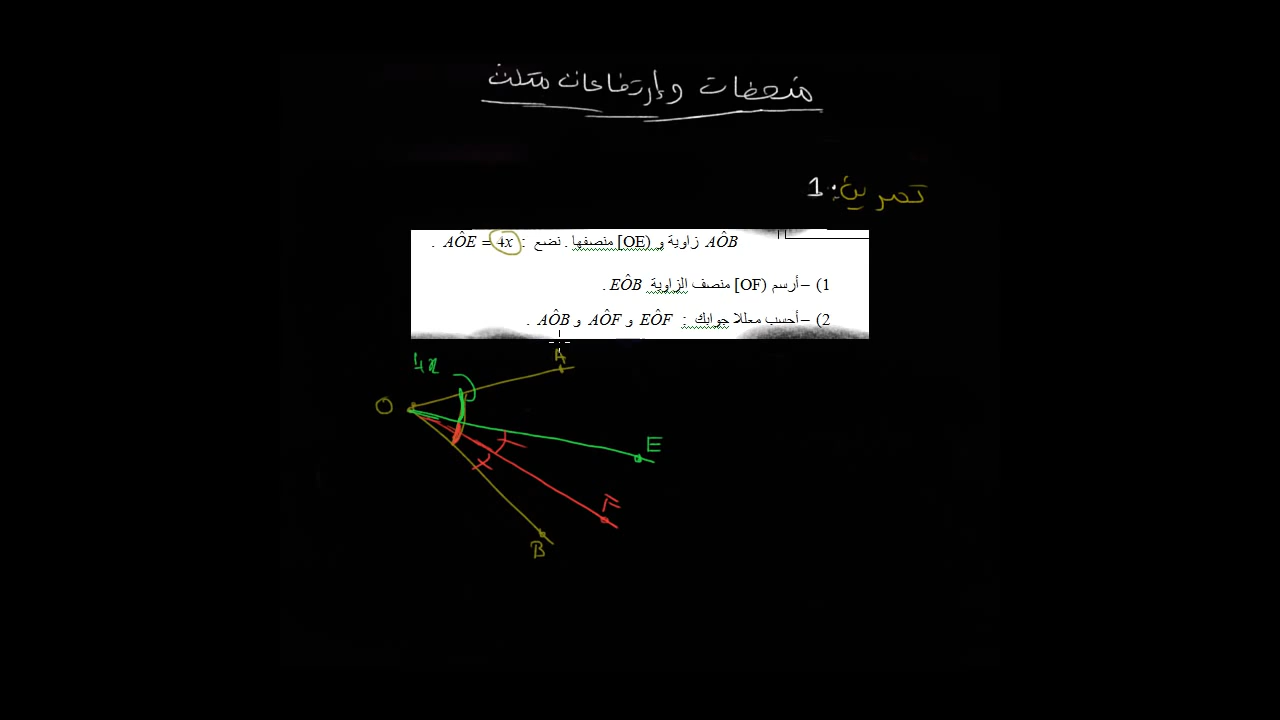 منصفات وإرتفاعات مثلث
تمرين 1:
AÔB زاوية و [OE) منصفها . نضع : AÔE = 4x .
1) – أرسم [OF) منصف الزاوية EÔB .
2) – أحسب معللا جوابك : EÔF و AÔF و AÔB .
4x
A
O
E
F
B